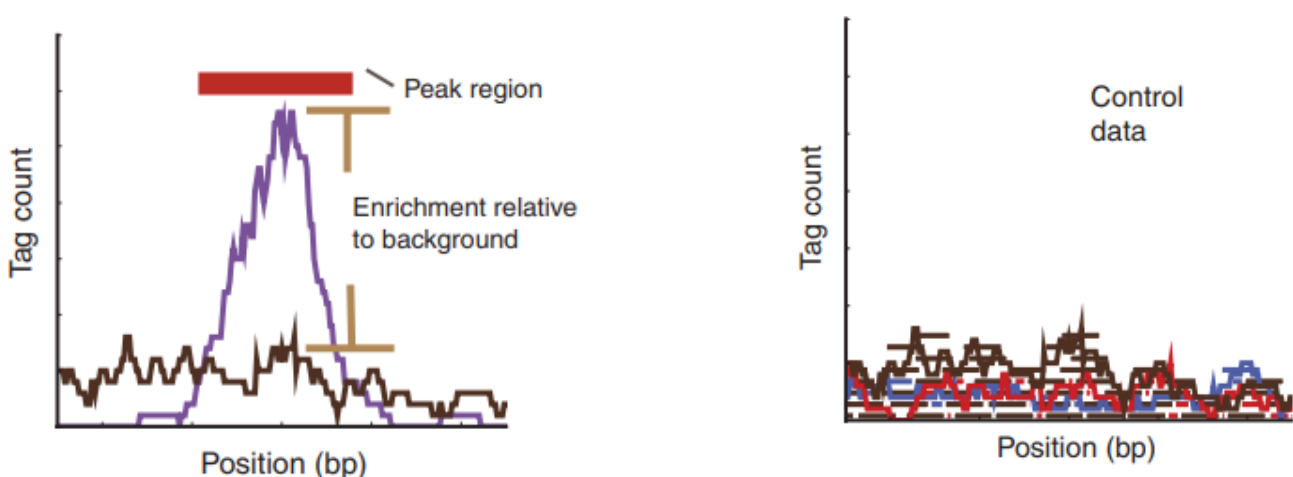 Peak region
Enrichment relative
to background
Tag count
Position (bp)
Control
data
Tag count
Position (bp)